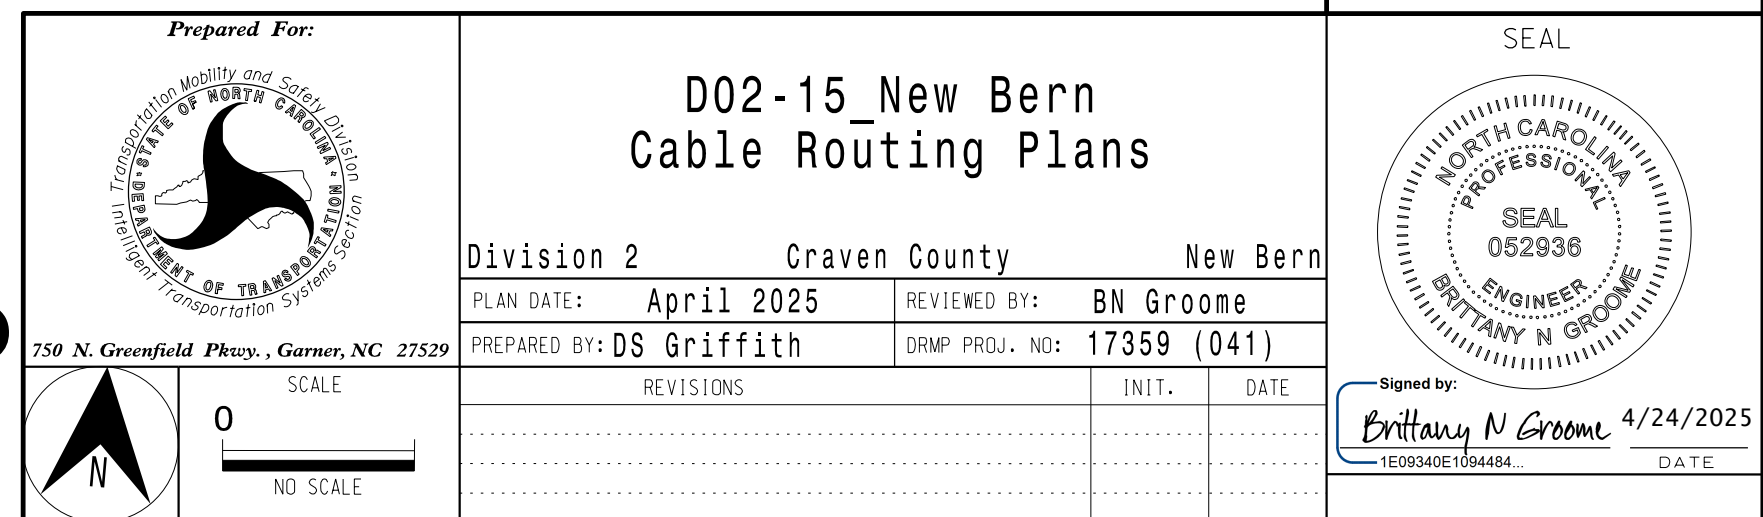 Prepared For:
Transportation Mobility and Safety Division
STATE OF NORTH CAROLINA
DEPARTMENT OF TRANSPORTATION
Intelligent Transportation Systems Section
750 N. Greenfield Pkwy. , Garner, NC 27529
N
SCALE
0
NO SCALE
D02-15_New Bern
Cable Routing Plans
Division 2 Craven County New Bern
PLAN DATE: April 2025 REVIEWED BY: BN Groome
PREPARED BY: DS Griffith DRMP PROJ. NO: 17359 (041)
REVISIONS INIT. DATE
SEAL
NORTH CAROLINA
PROFESSIONAL
SEAL
052936
ENGINEER
BRITTANY N GROOME
Signed by:
Brittany N Groome 4/24/2025
1E09340E1094484... DATE